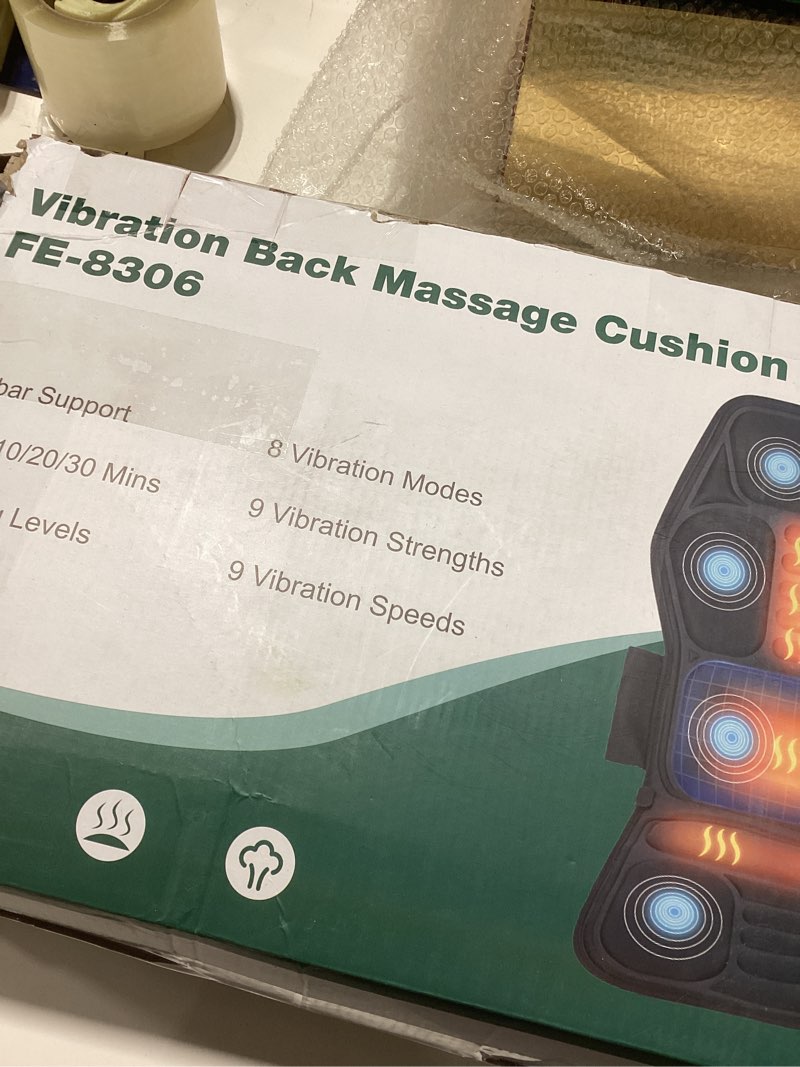 Vibration Back Massage Cushion
FE-8306
bar Support
10/20/30 Mins
Levels
8 Vibration Modes
9 Vibration Strengths
9 Vibration Speeds